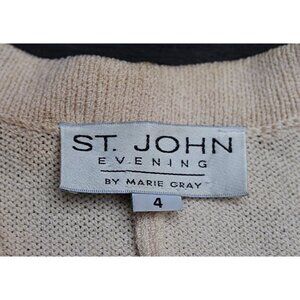 ST. JOHN
EVENING
BY MARIE GRAY
4